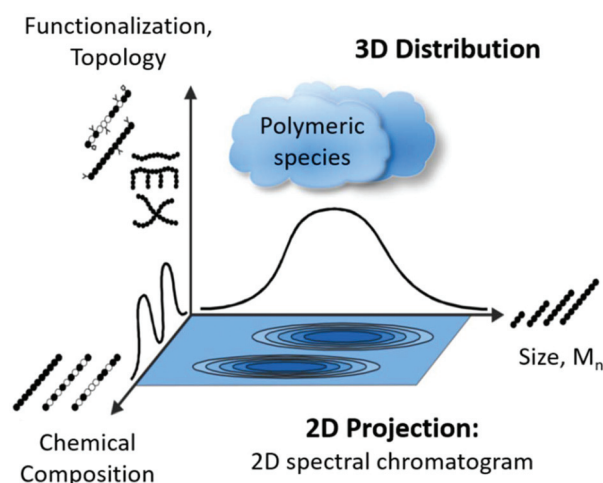 Functionalization,
Topology
3D Distribution
Polymeric
species
Size, Mn
Chemical
Composition
2D Projection:
2D spectral chromatogram